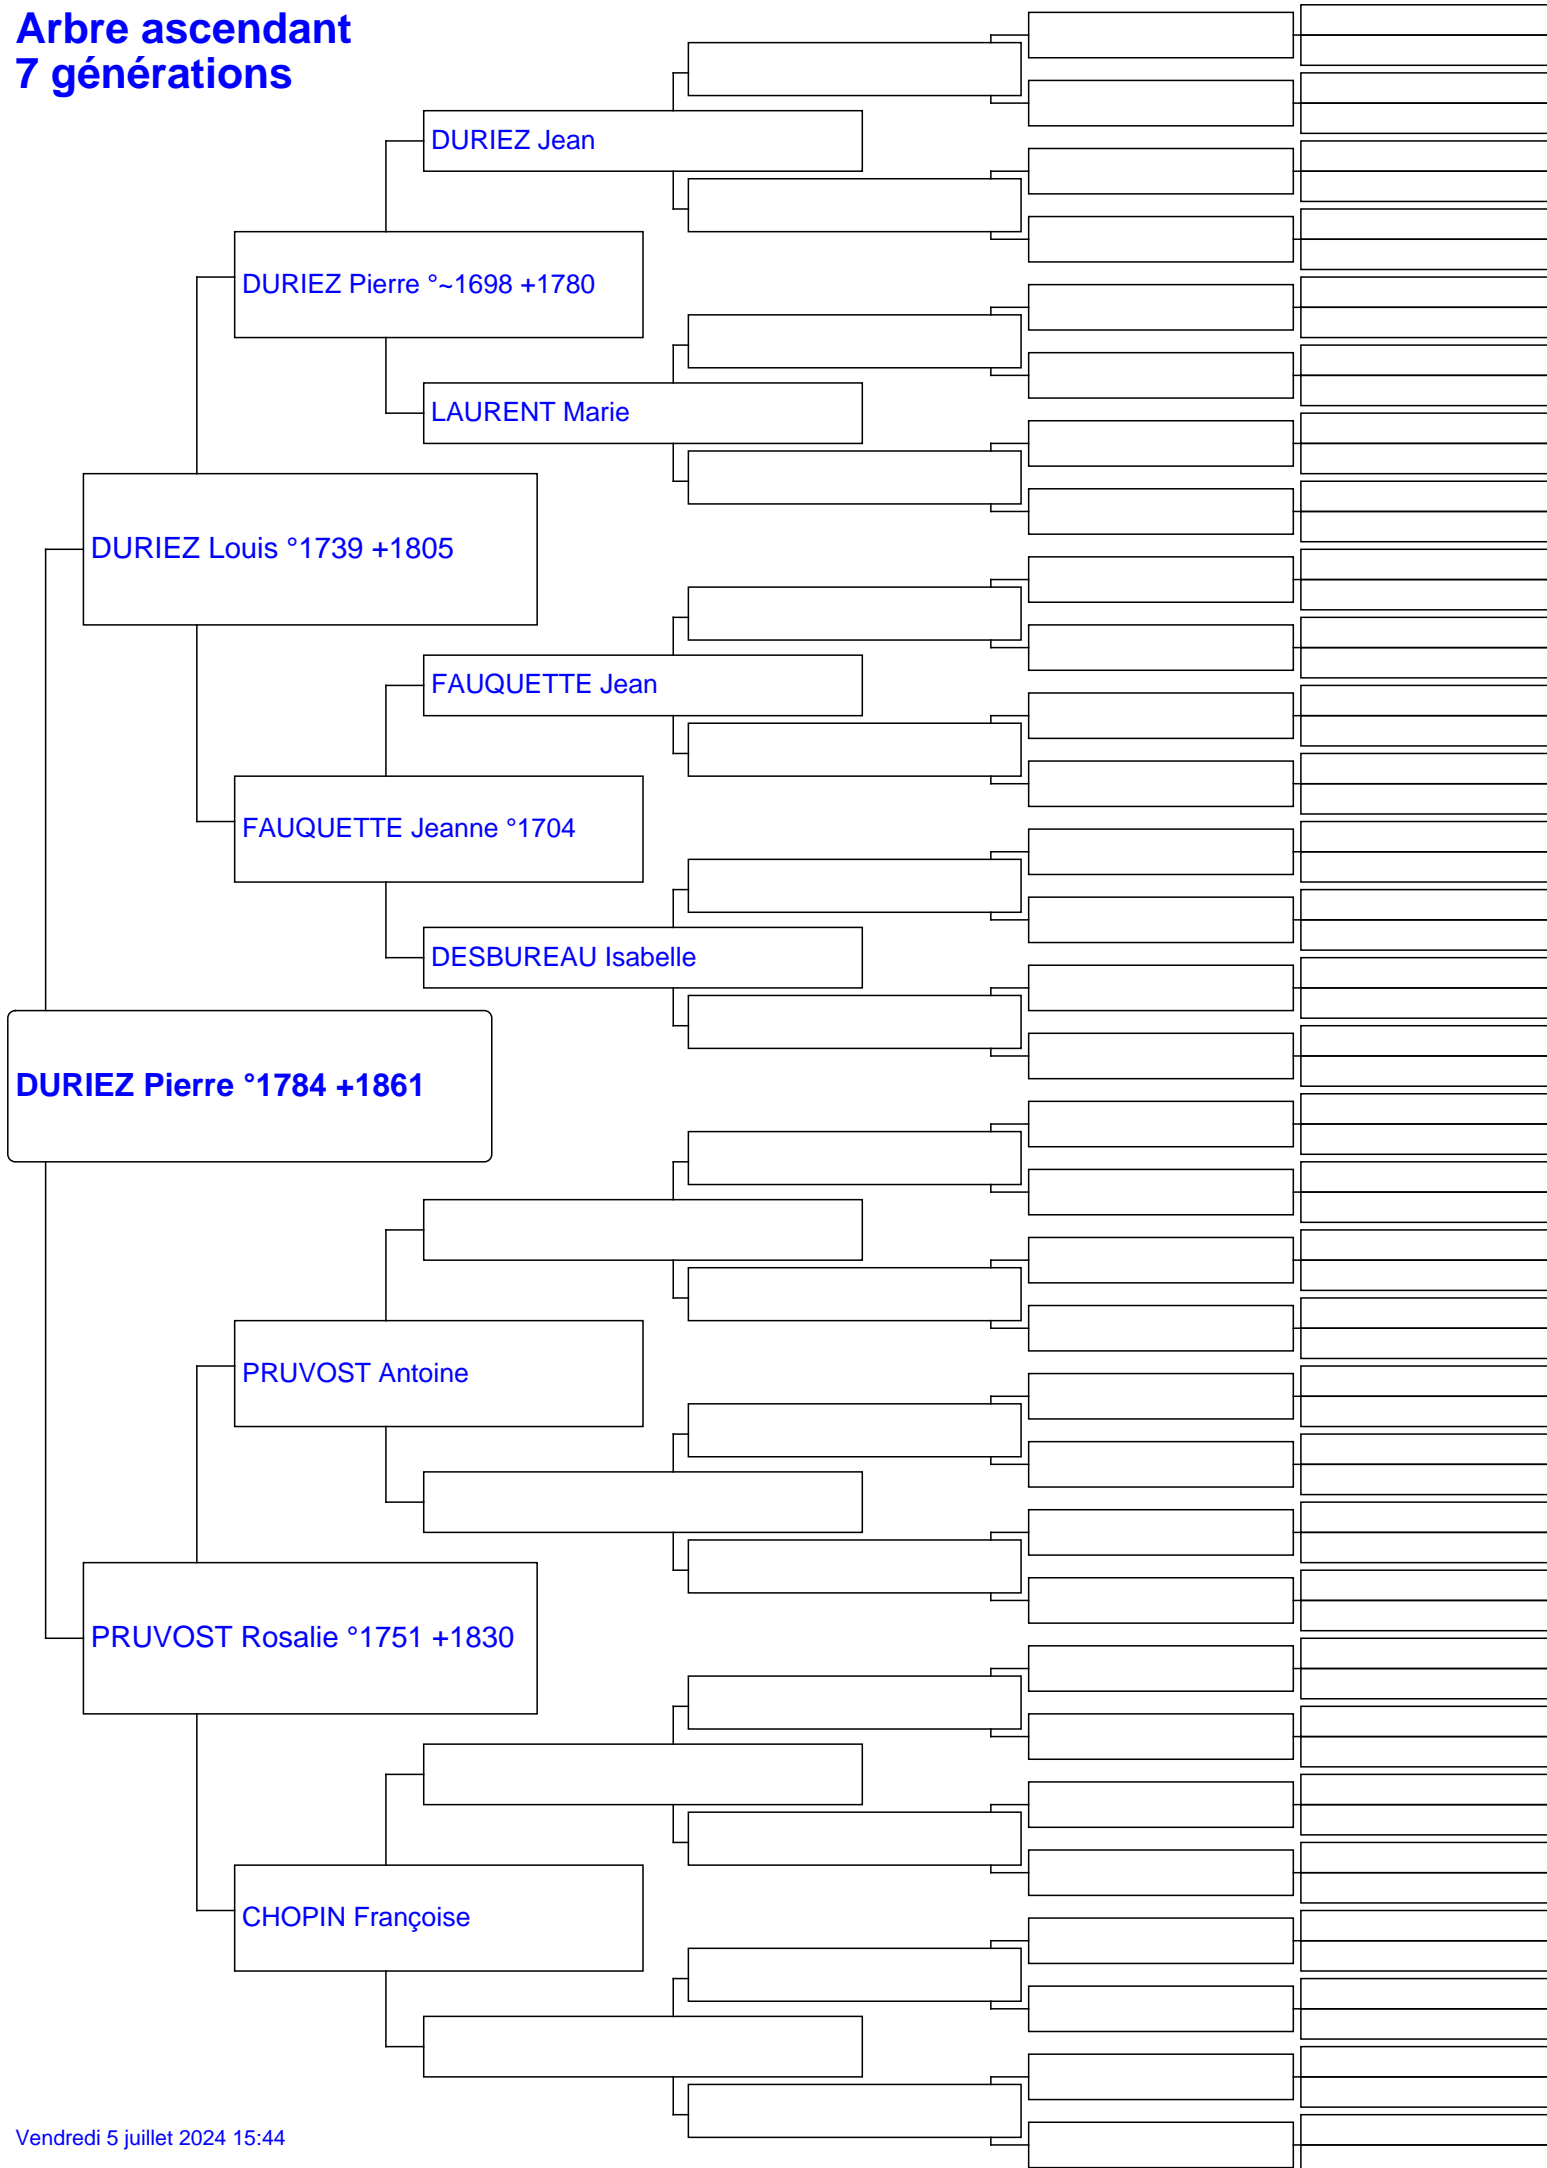 Arbre ascendant
7 générations
DURIEZ Jean
DURIEZ Pierre °~1698 +1780
LAURENT Marie
DURIEZ Louis °1739 +1805
FAUQUETTE Jean
FAUQUETTE Jeanne °1704
DESBUREAU Isabelle
DURIEZ Pierre °1784 +1861
PRUVOST Antoine
PRUVOST Rosalie °1751 +1830
CHOPIN Françoise
Vendredi 5 juillet 2024 15:44